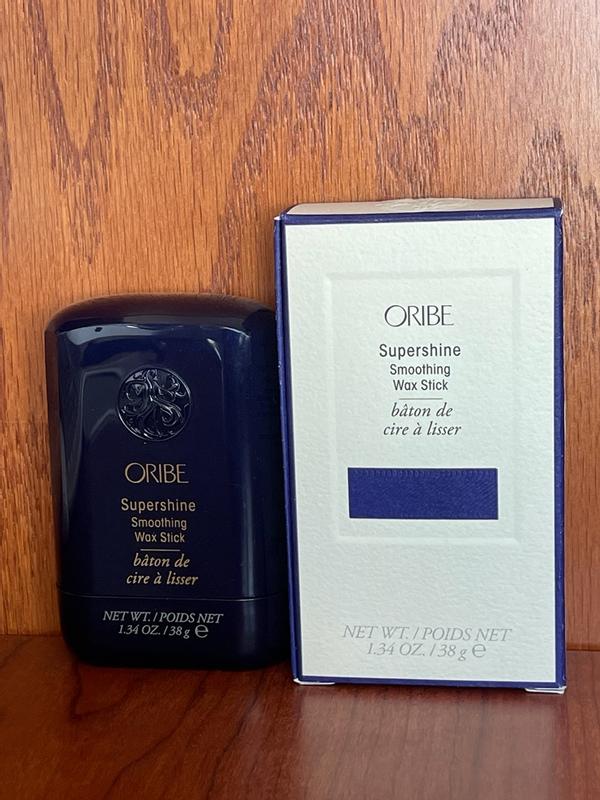 ORIBE
Supershine
Smoothing
Wax Stick
bâton de
cire à lisser
NET WT. / POIDS NET
1.34 OZ. / 38 g ℮
ORIBE
Supershine
Smoothing
Wax Stick
bâton de
cire à lisser
NET WT. / POIDS NET
1.34 OZ. / 38 g ℮